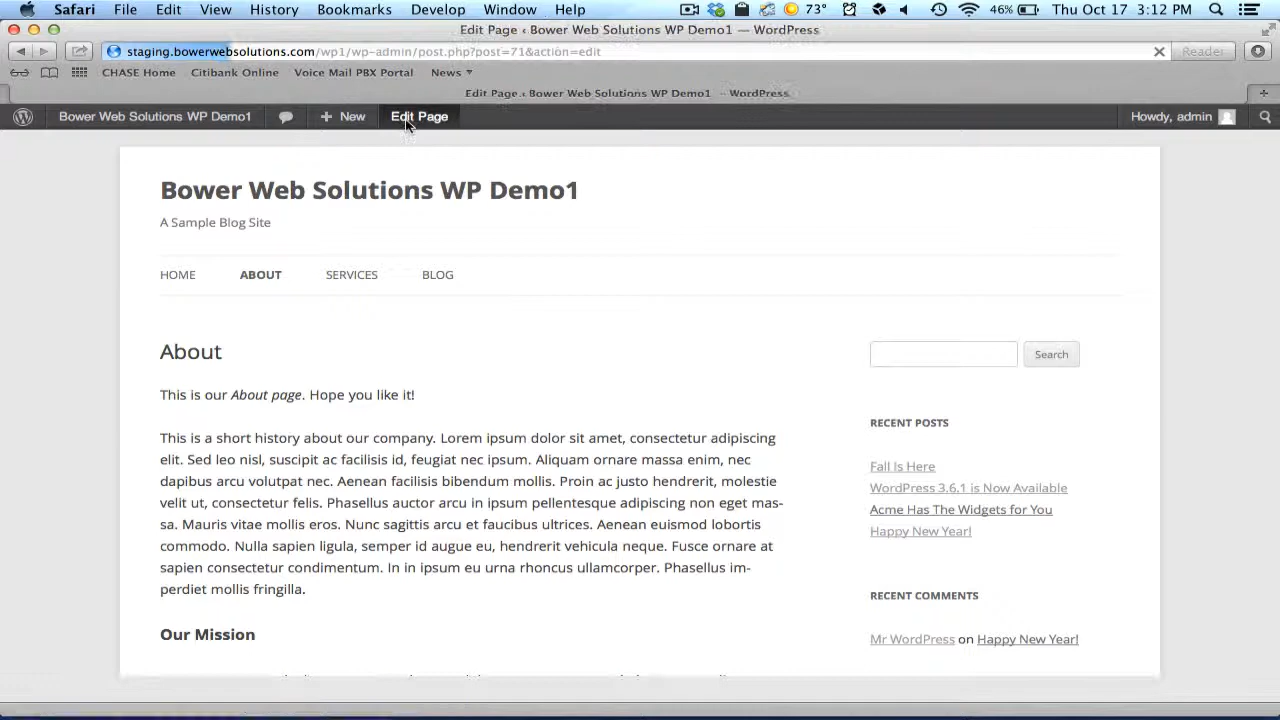 Safari File Edit View History Bookmarks Develop Window Help 73° 46% Thu Oct 17 3:12 PM
Edit Page ‹ Bower Web Solutions WP Demo1 — WordPress
staging.bowerwebsolutions.com/wp1/wp-admin/post.php?post=71&action=edit Reader
CHASE Home Citibank Online Voice Mail PBX Portal News
Edit Page ‹ Bower Web Solutions WP Demo1 — WordPress
Bower Web Solutions WP Demo1 + New Edit Page Howdy, admin
Bower Web Solutions WP Demo1
A Sample Blog Site
HOME ABOUT SERVICES BLOG
About
This is our About page. Hope you like it!
This is a short history about our company. Lorem ipsum dolor sit amet, consectetur adipiscing
elit. Sed leo nisl, suscipit ac facilisis id, feugiat nec ipsum. Aliquam ornare massa enim, nec
dapibus arcu volutpat nec. Aenean facilisis bibendum mollis. Proin ac justo hendrerit, molestie
velit ut, consectetur felis. Phasellus auctor arcu in ipsum pellentesque adipiscing non eget mas-
sa. Mauris vitae mollis eros. Nunc sagittis arcu et faucibus ultrices. Aenean euismod lobortis
commodo. Nulla sapien ligula, semper id augue eu, hendrerit vehicula neque. Fusce ornare at
sapien consectetur condimentum. In in ipsum eu urna rhoncus ullamcorper. Phasellus im-
perdiet mollis fringilla.
Our Mission
Search
RECENT POSTS
Fall Is Here
WordPress 3.6.1 is Now Available
Acme Has The Widgets for You
Happy New Year!
RECENT COMMENTS
Mr WordPress on Happy New Year!